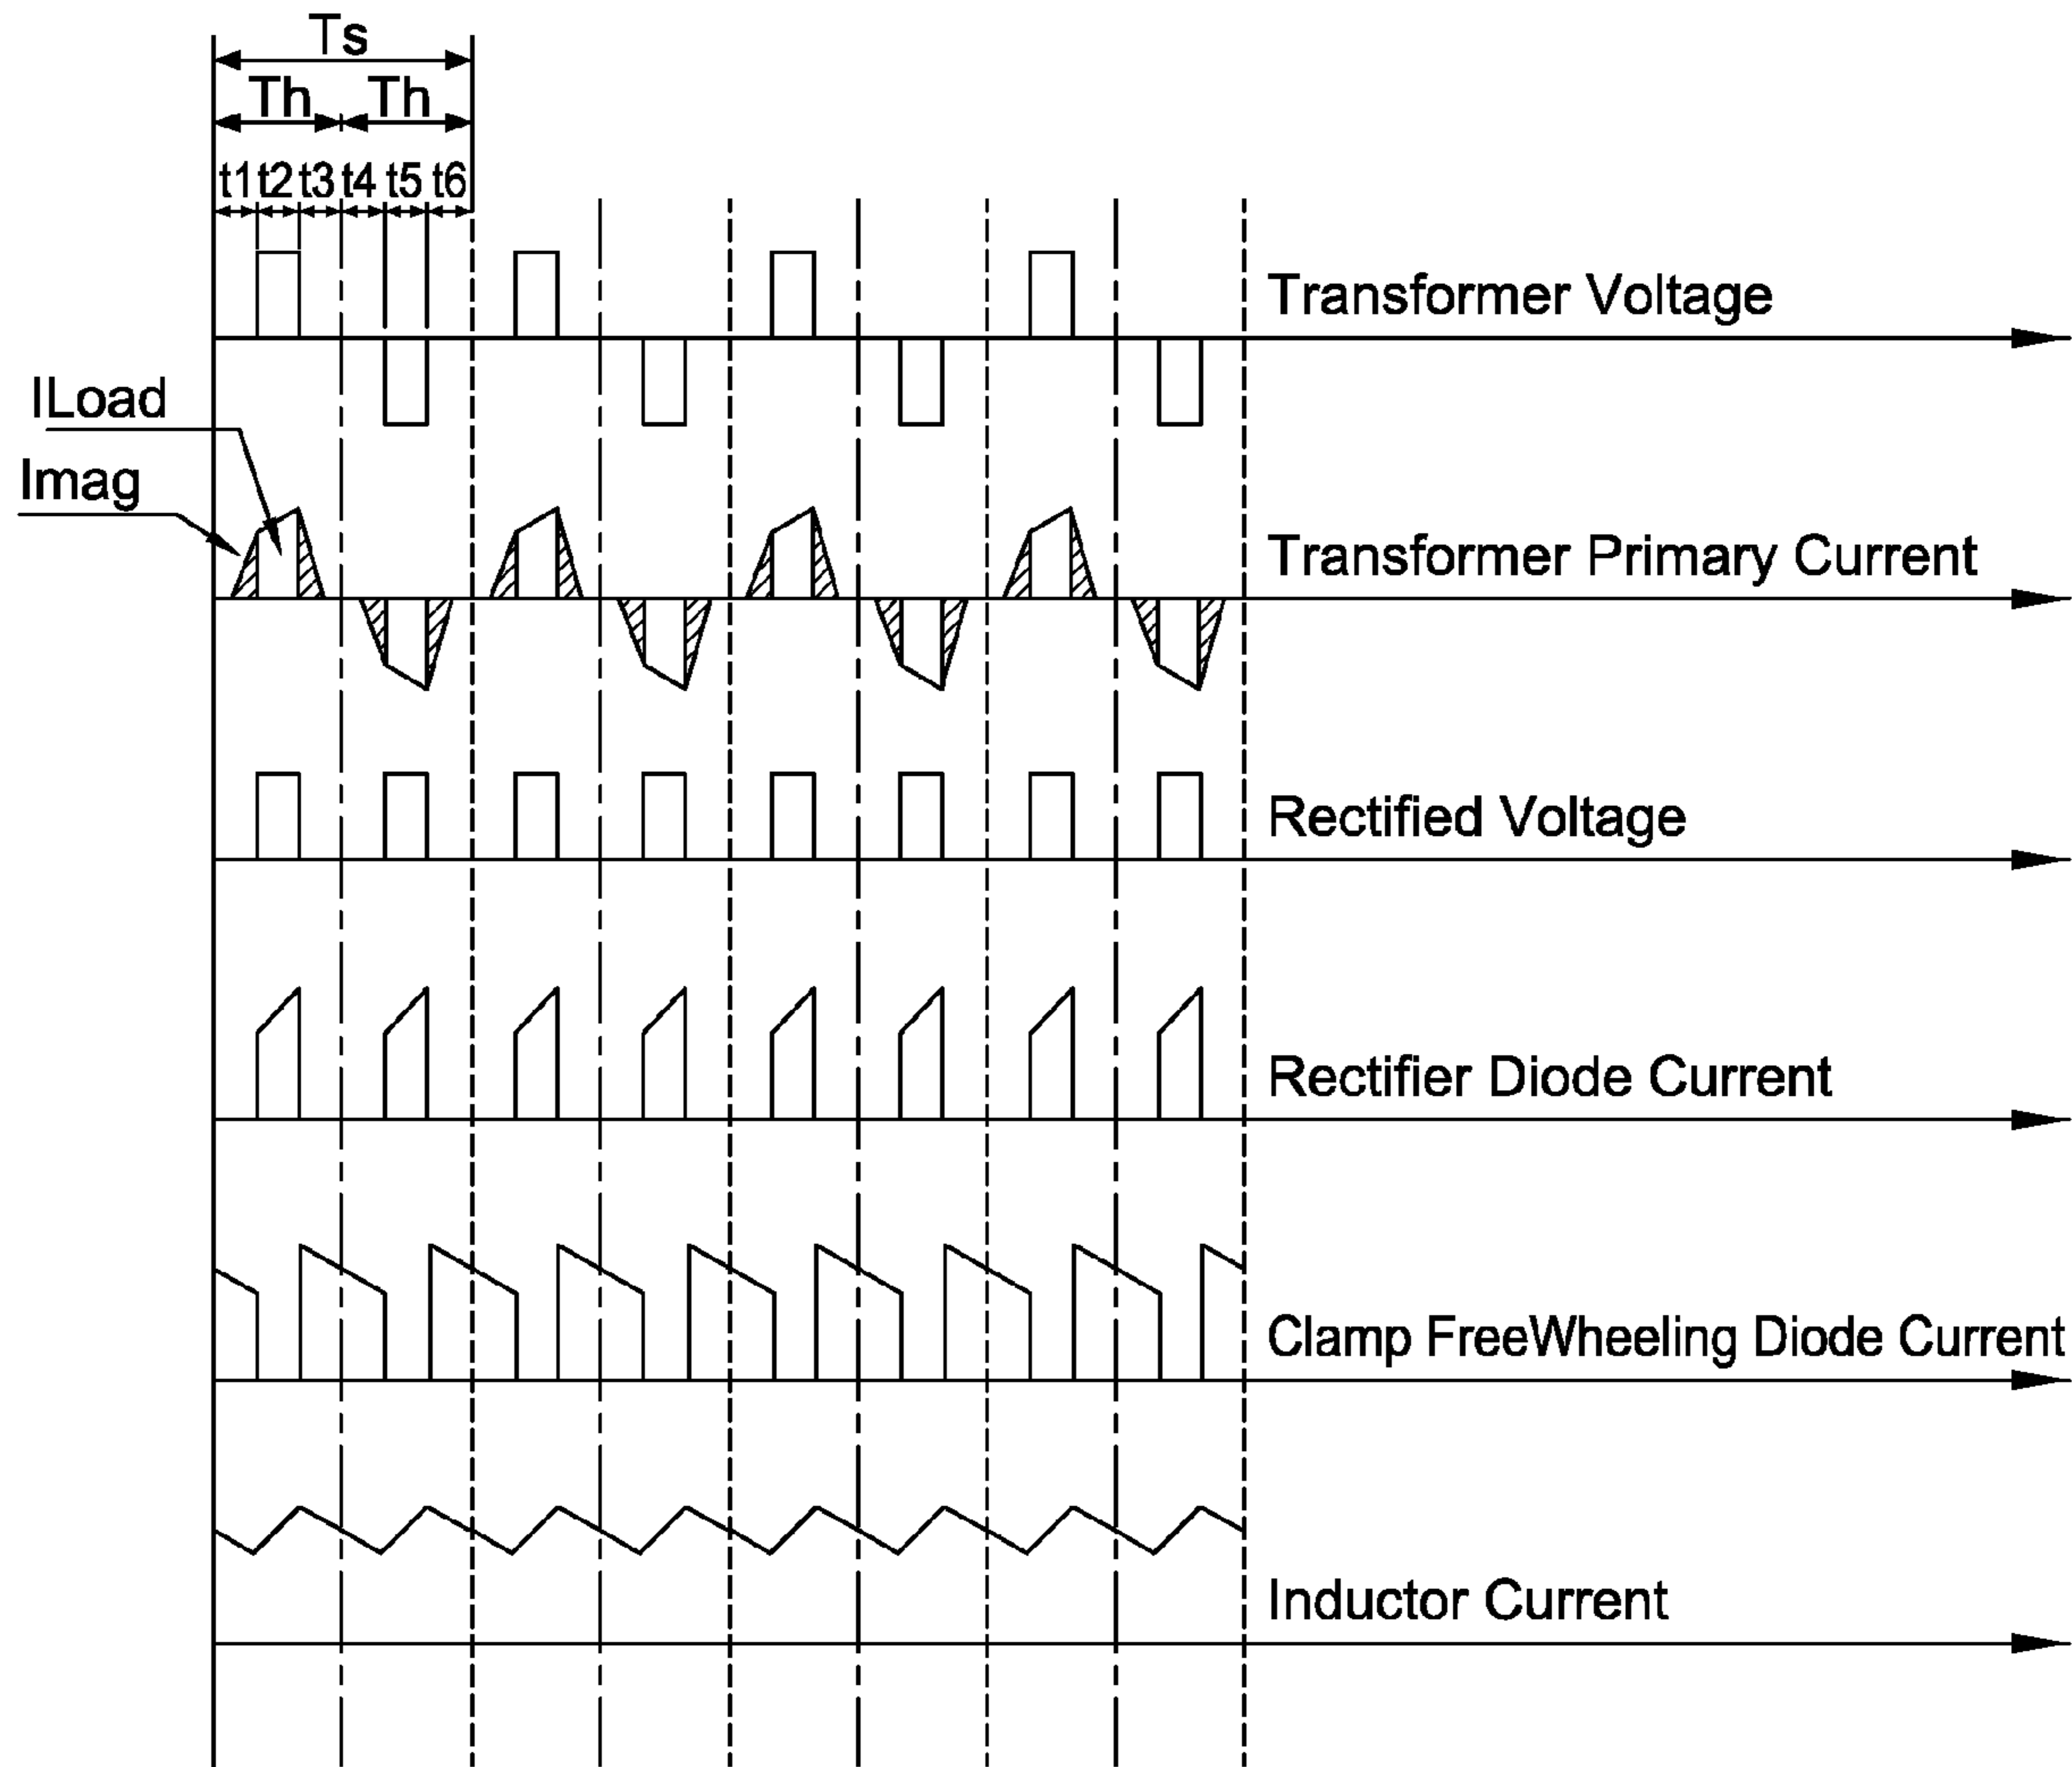 Ts
Th Th
t1 t2 t3 t4 t5 t6
Transformer Voltage
ILoad
Imag
Transformer Primary Current
Rectified Voltage
Rectifier Diode Current
Clamp FreeWheeling Diode Current
Inductor Current